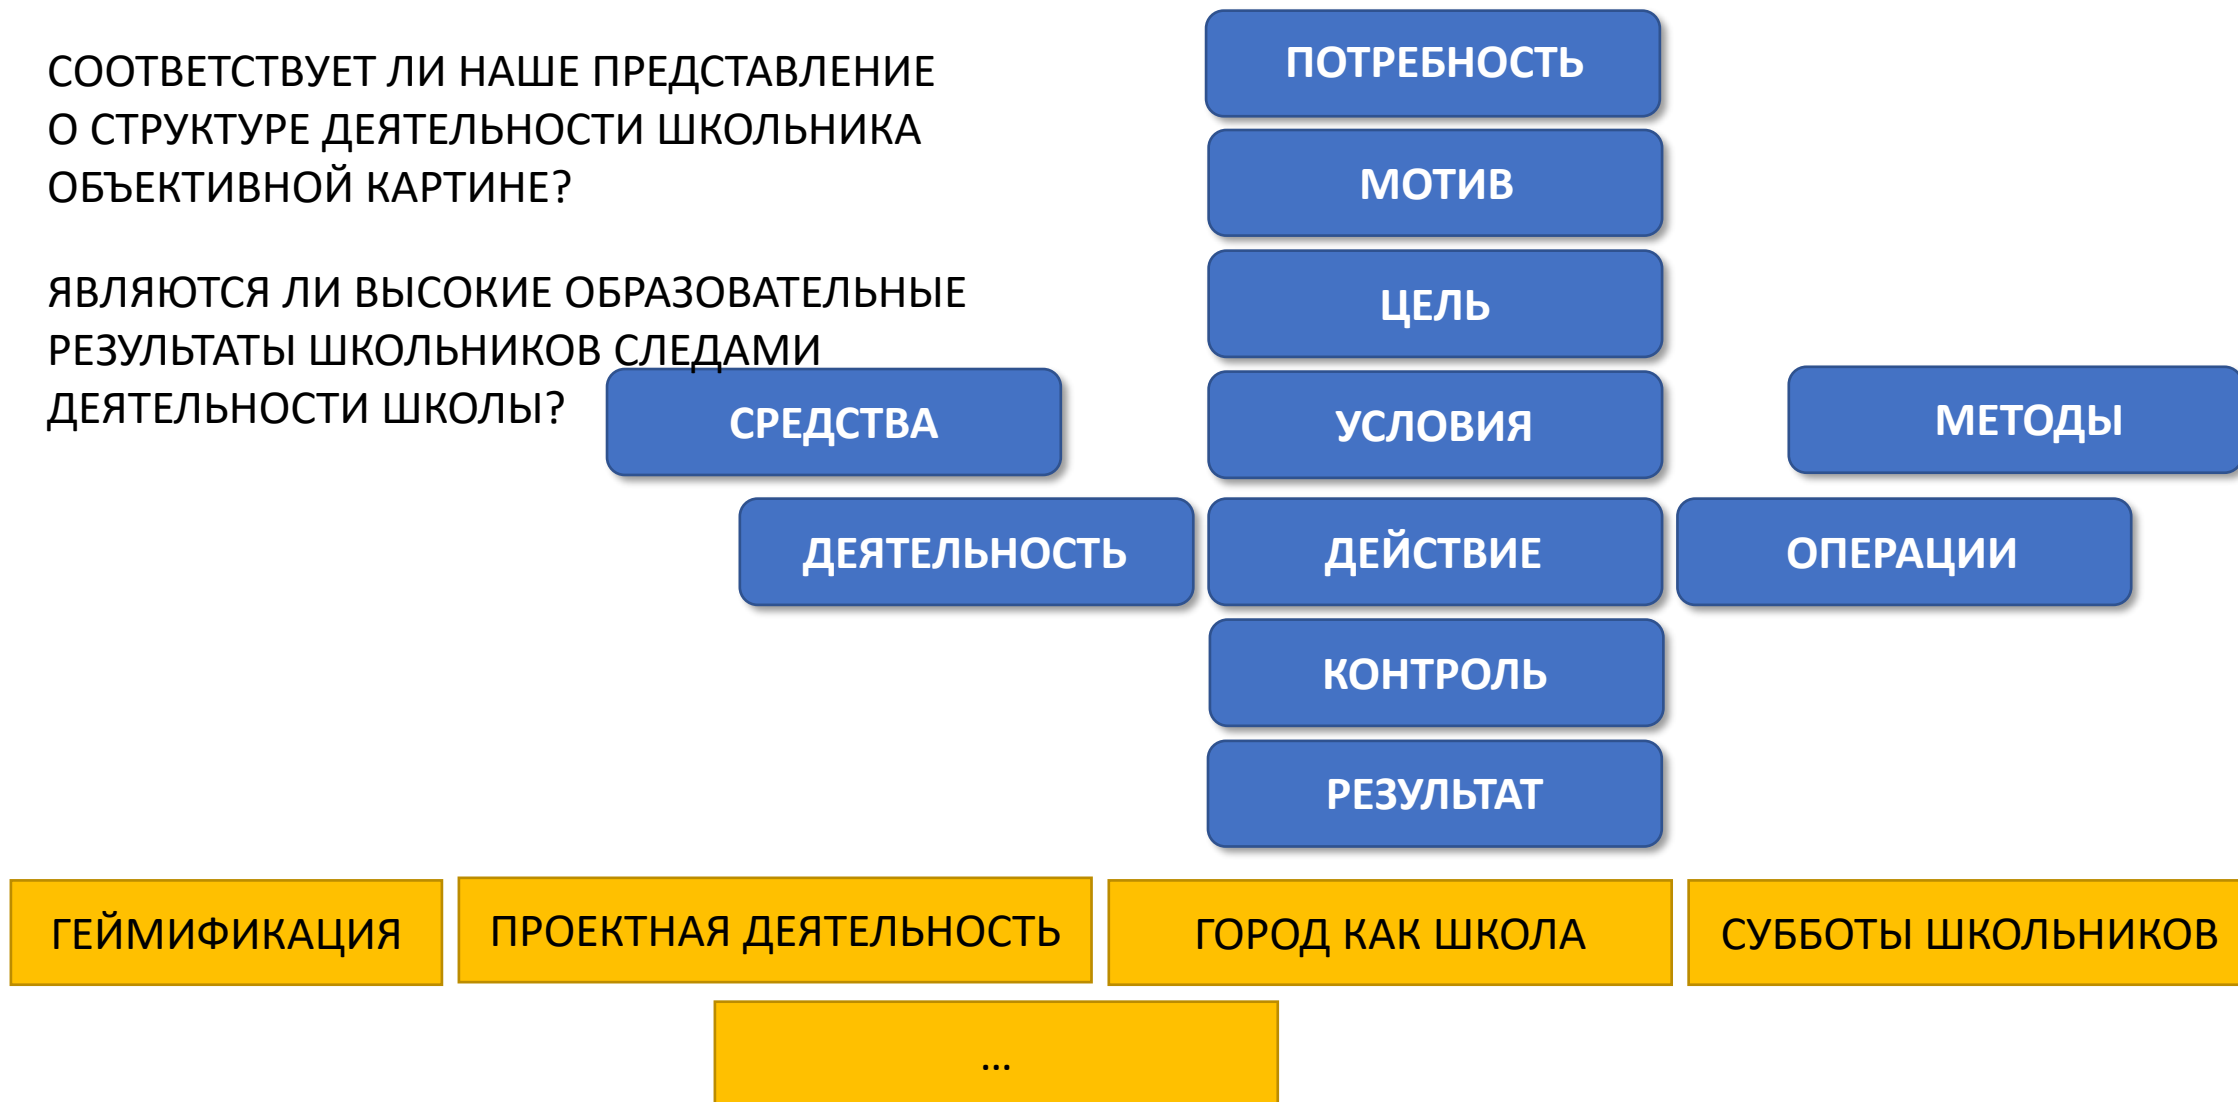 СООТВЕТСТВУЕТ ЛИ НАШЕ ПРЕДСТАВЛЕНИЕ
О СТРУКТУРЕ ДЕЯТЕЛЬНОСТИ ШКОЛЬНИКА
ОБЪЕКТИВНОЙ КАРТИНЕ?
ЯВЛЯЮТСЯ ЛИ ВЫСОКИЕ ОБРАЗОВАТЕЛЬНЫЕ
РЕЗУЛЬТАТЫ ШКОЛЬНИКОВ СЛЕДАМИ
ДЕЯТЕЛЬНОСТИ ШКОЛЫ?
ПОТРЕБНОСТЬ
МОТИВ
ЦЕЛЬ
СРЕДСТВА
УСЛОВИЯ
МЕТОДЫ
ДЕЯТЕЛЬНОСТЬ
ДЕЙСТВИЕ
ОПЕРАЦИИ
КОНТРОЛЬ
РЕЗУЛЬТАТ
ГЕЙМИФИКАЦИЯ
ПРОЕКТНАЯ ДЕЯТЕЛЬНОСТЬ
ГОРОД КАК ШКОЛА
СУББОТЫ ШКОЛЬНИКОВ
...